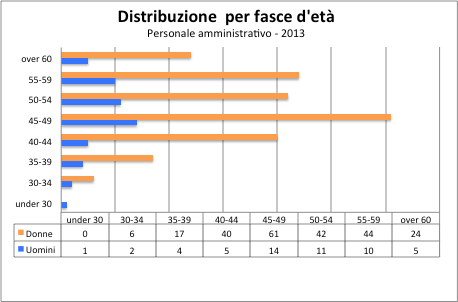 Distribuzione per fasce d'età
Personale amministrativo - 2013
over 60
55-59
50-54
45-49
40-44
35-39
30-34
under 30
under 30 30-34 35-39 40-44 45-49 50-54 55-59 over 60
Donne 0 6 17 40 61 42 44 24
Uomini 1 2 4 5 14 11 10 5